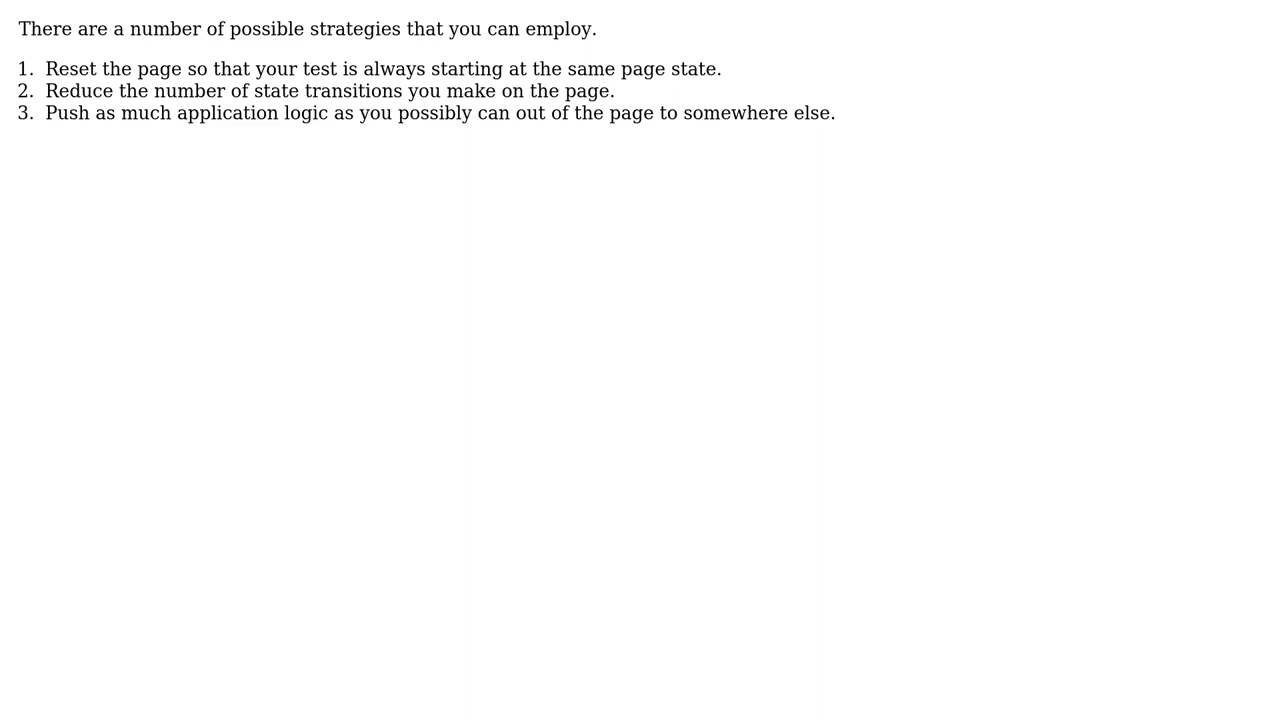 There are a number of possible strategies that you can employ.
1. Reset the page so that your test is always starting at the same page state.
2. Reduce the number of state transitions you make on the page.
3. Push as much application logic as you possibly can out of the page to somewhere else.